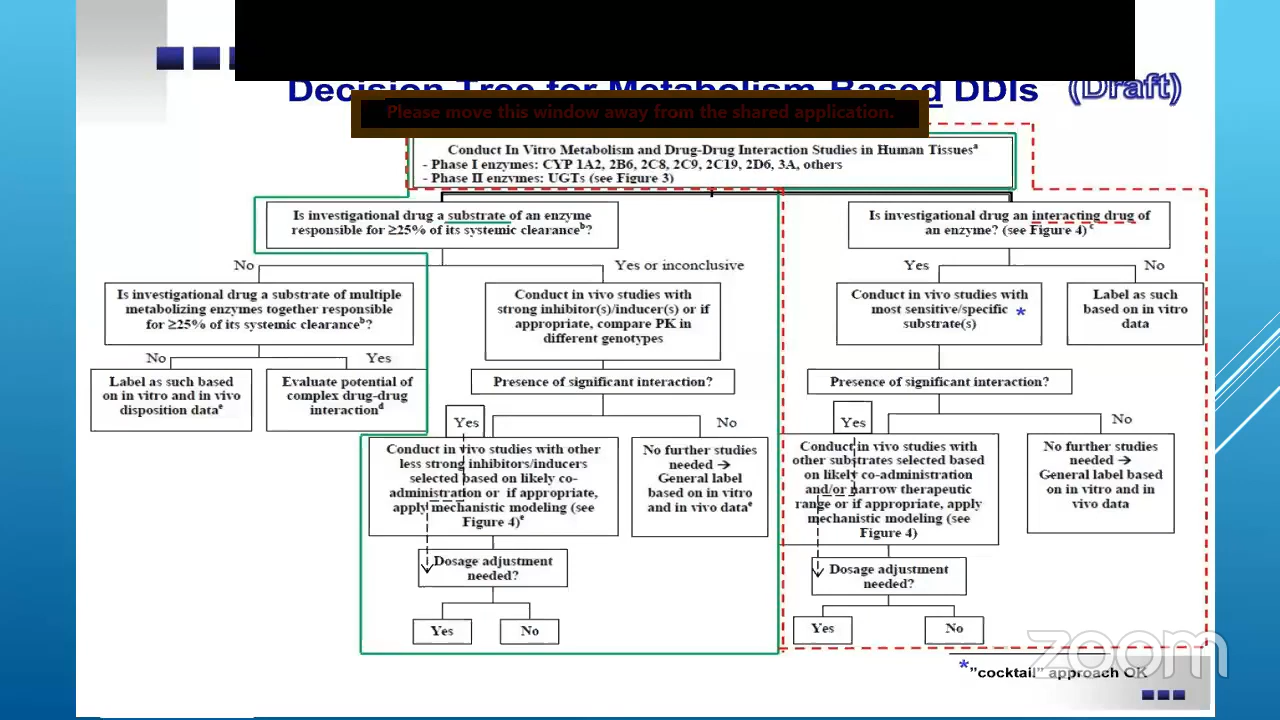 Decision Tree for Metabolism-Based DDIs (Draft)
Please move this window away from the shared application.
Conduct In Vitro Metabolism and Drug-Drug Interaction Studies in Human Tissuesᵃ
- Phase I enzymes: CYP 1A2, 2B6, 2C8, 2C9, 2C19, 2D6, 3A, others
- Phase II enzymes: UGTs (see Figure 3)
Is investigational drug a substrate of an enzyme
responsible for ≥25% of its systemic clearanceᵇ?
No
Yes or inconclusive
Is investigational drug a substrate of multiple
metabolizing enzymes together responsible
for ≥25% of its systemic clearanceᵇ?
No
Yes
Label as such based
on in vitro and in vivo
disposition dataᵉ
Evaluate potential of
complex drug-drug
interactionᵈ
Conduct in vivo studies with
strong inhibitor(s)/inducer(s) or if
appropriate, compare PK in
different genotypes
Presence of significant interaction?
Yes
No
Conduct in vivo studies with other
less strong inhibitors/inducers
selected based on likely co-
administration or if appropriate,
apply mechanistic modeling (see
Figure 4)ᵉ
No further studies
needed →
General label
based on in vitro
and in vivo dataᵉ
Dosage adjustment
needed?
Yes
No
Is investigational drug an interacting drug of
an enzyme? (see Figure 4)ᶜ
Yes
No
Conduct in vivo studies with
most sensitive/specific
substrate(s) *
Label as such
based on in vitro
data
Presence of significant interaction?
Yes
No
Conduct in vivo studies with
other substrates selected based
on likely co-administration
and/or narrow therapeutic
range or if appropriate, apply
mechanistic modeling (see
Figure 4)
No further studies
needed →
General label based
on in vitro and in
vivo data
Dosage adjustment
needed?
Yes
No
*"cocktail" approach OK
zoom